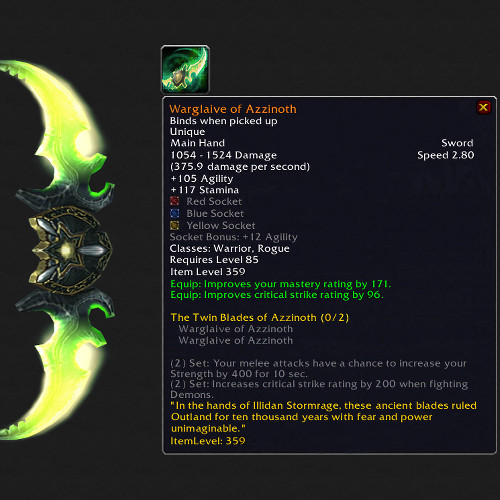 Warglaive of Azzinoth
Binds when picked up
Unique
Main Hand Sword
1054 - 1524 Damage Speed 2.80
(375.9 damage per second)
+105 Agility
+117 Stamina
Red Socket
Blue Socket
Yellow Socket
Socket Bonus: +12 Agility
Classes: Warrior, Rogue
Requires Level 85
Item Level 359
Equip: Improves your mastery rating by 171.
Equip: Improves critical strike rating by 96.
The Twin Blades of Azzinoth (0/2)
Warglaive of Azzinoth
Warglaive of Azzinoth
(2) Set: Your melee attacks have a chance to increase your
Strength by 400 for 10 sec.
(2) Set: Increases critical strike rating by 200 when fighting
Demons.
"In the hands of Illidan Stormrage, these ancient blades ruled
Outland for ten thousand years with fear and power
unimaginable."
ItemLevel: 359